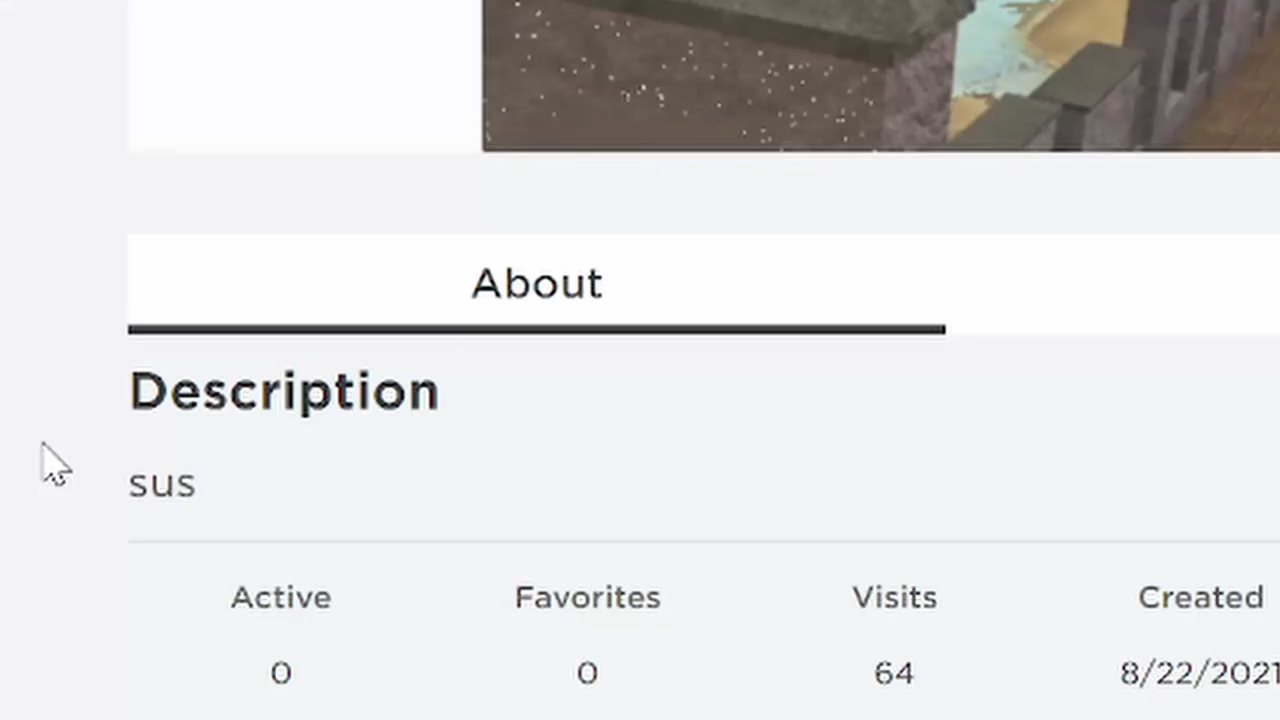 About
Description
sus
Active Favorites Visits Created
0 0 64 8/22/2021